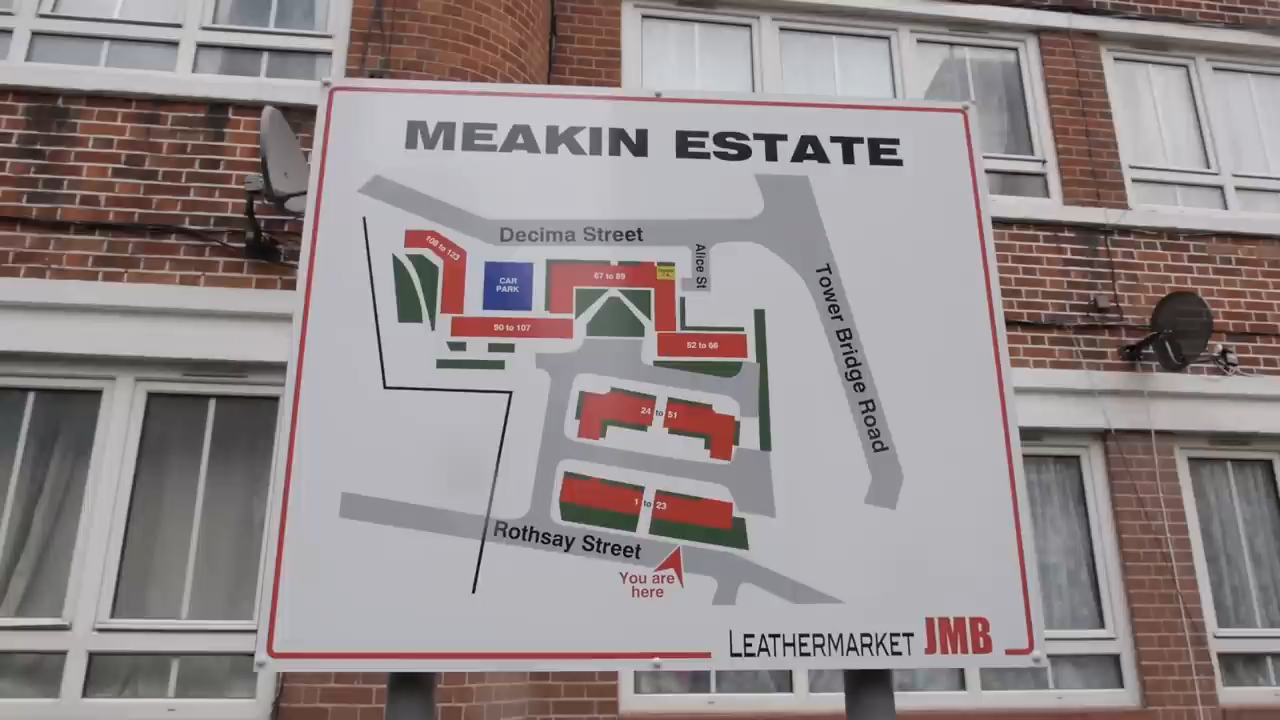 MEAKIN ESTATE
Decima Street
Alice St
Tower Bridge Road
108 to 123
CAR
PARK
67 to 89
90 to 107
52 to 66
24 to 51
1 to 23
Rothsay Street
You are
here
LEATHERMARKET JMB